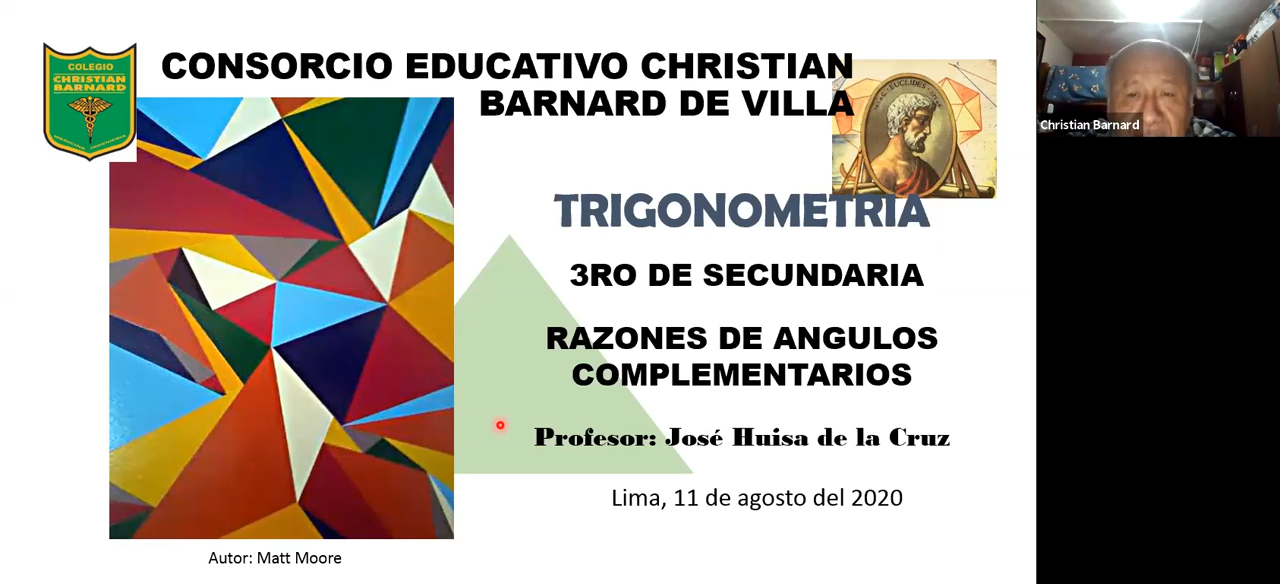 COLEGIO
CHRISTIAN
BARNARD
CONSORCIO EDUCATIVO CHRISTIAN
BARNARD DE VILLA
EUCLIDES
Christian Barnard
TRIGONOMETRIA
3RO DE SECUNDARIA
RAZONES DE ANGULOS
COMPLEMENTARIOS
Profesor: José Huisa de la Cruz
Lima, 11 de agosto del 2020
Autor: Matt Moore